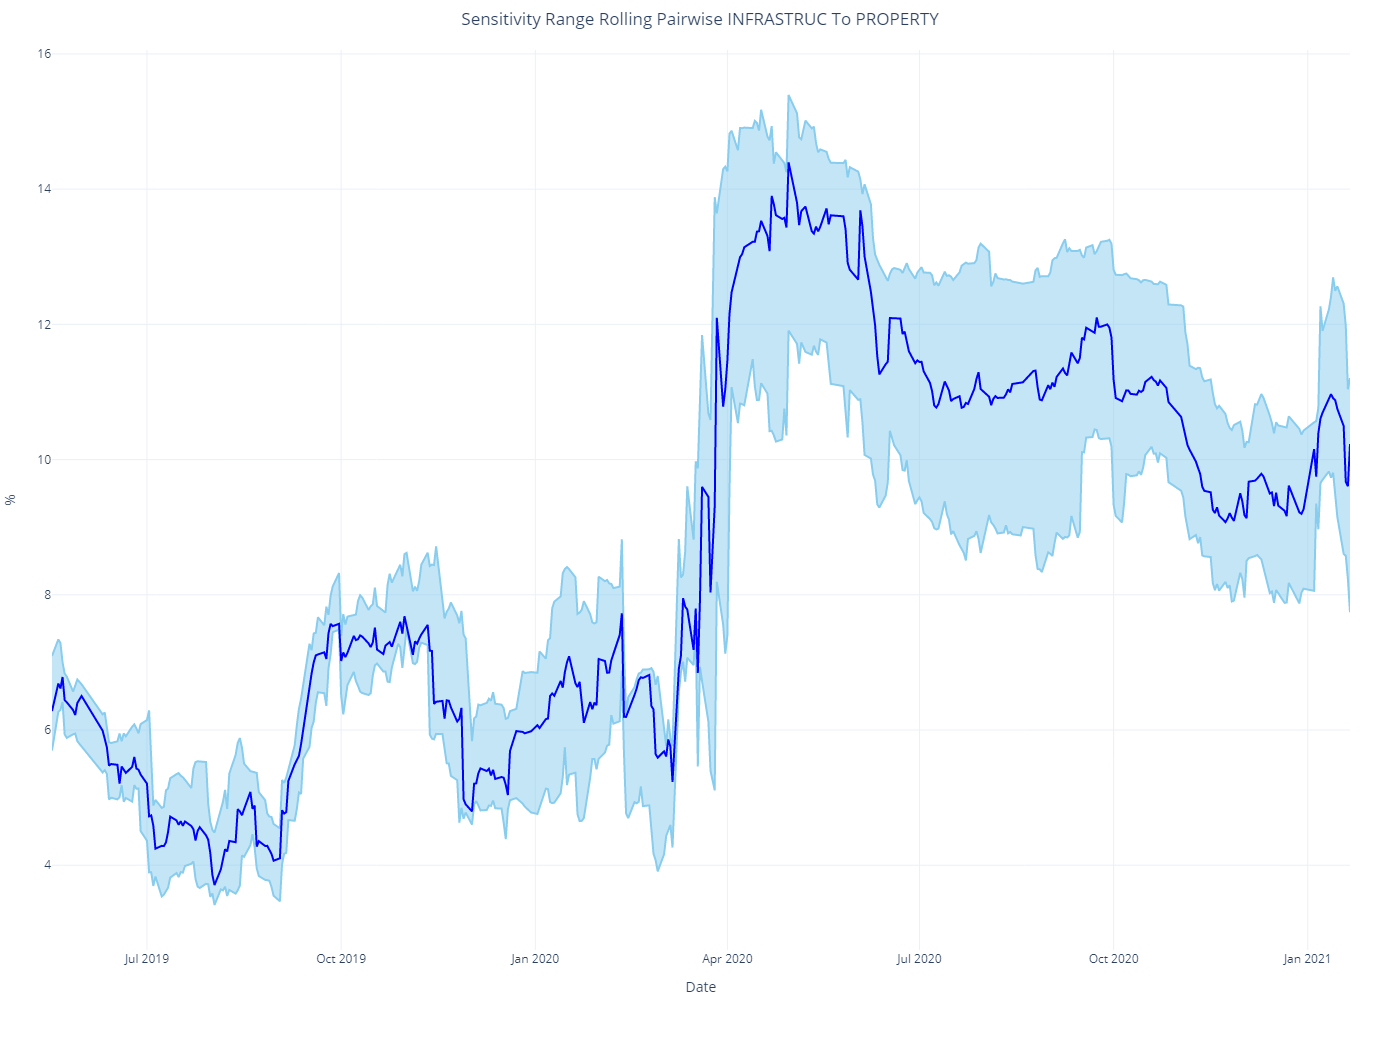 Sensitivity Range Rolling Pairwise INFRASTRUC To PROPERTY
16
14
12
10
8
6
4
%
Jul 2019
Oct 2019
Jan 2020
Apr 2020
Jul 2020
Oct 2020
Jan 2021
Date